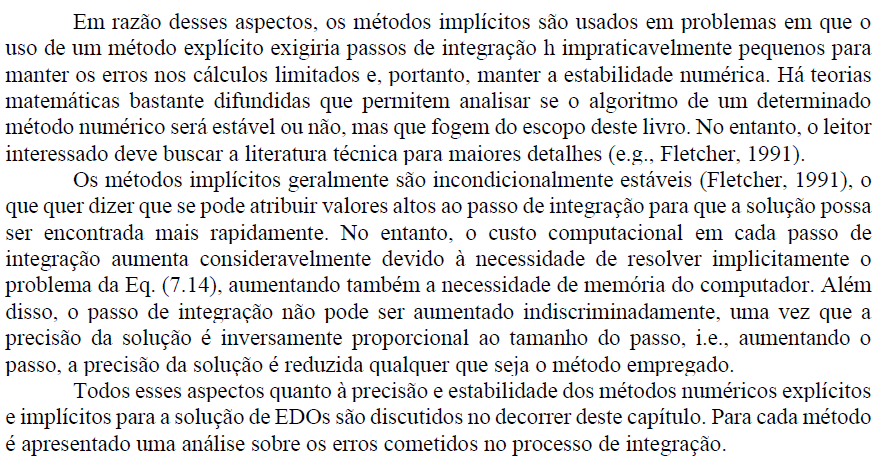 Em razão desses aspectos, os métodos implícitos são usados em problemas em que o
uso de um método explícito exigiria passos de integração h impraticavelmente pequenos para
manter os erros nos cálculos limitados e, portanto, manter a estabilidade numérica. Há teorias
matemáticas bastante difundidas que permitem analisar se o algoritmo de um determinado
método numérico será estável ou não, mas que fogem do escopo deste livro. No entanto, o leitor
interessado deve buscar a literatura técnica para maiores detalhes (e.g., Fletcher, 1991).
Os métodos implícitos geralmente são incondicionalmente estáveis (Fletcher, 1991), o
que quer dizer que se pode atribuir valores altos ao passo de integração para que a solução possa
ser encontrada mais rapidamente. No entanto, o custo computacional em cada passo de
integração aumenta consideravelmente devido à necessidade de resolver implicitamente o
problema da Eq. (7.14), aumentando também a necessidade de memória do computador. Além
disso, o passo de integração não pode ser aumentado indiscriminadamente, uma vez que a
precisão da solução é inversamente proporcional ao tamanho do passo, i.e., aumentando o
passo, a precisão da solução é reduzida qualquer que seja o método empregado.
Todos esses aspectos quanto à precisão e estabilidade dos métodos numéricos explícitos
e implícitos para a solução de EDOs são discutidos no decorrer deste capítulo. Para cada método
é apresentado uma análise sobre os erros cometidos no processo de integração.